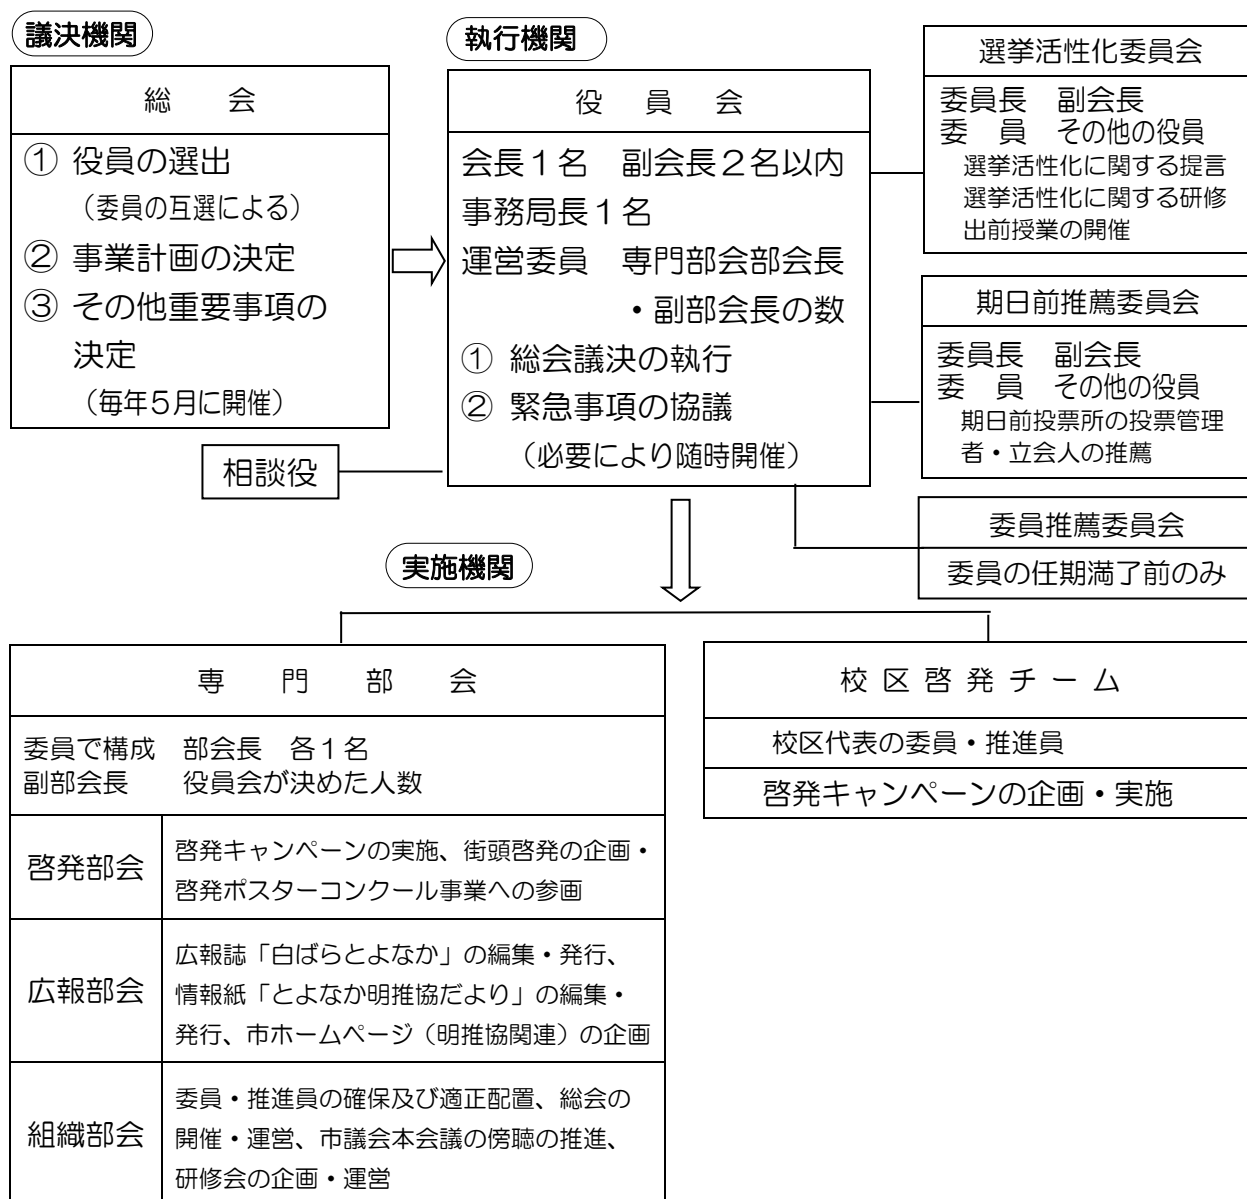 議決機関
総　会
① 役員の選出
（委員の互選による）
② 事業計画の決定
③ その他重要事項の
決定
（毎年５月に開催）
執行機関
役　員　会
会長１名　副会長２名以内
事務局長１名
運営委員　専門部会部会長
・副部会長の数
① 総会議決の執行
② 緊急事項の協議
（必要により随時開催）
相談役
選挙活性化委員会
委員長　副会長
委　員　その他の役員
選挙活性化に関する提言
選挙活性化に関する研修
出前授業の開催
期日前推薦委員会
委員長　副会長
委　員　その他の役員
期日前投票所の投票管理
者・立会人の推薦
委員推薦委員会
委員の任期満了前のみ
実施機関
専　門　部　会
委員で構成　部会長　各１名
副部会長　役員会が決めた人数
啓発部会
啓発キャンペーンの実施、街頭啓発の企画・
啓発ポスターコンクール事業への参画
広報部会
広報誌「白ばらとよなか」の編集・発行、
情報紙「とよなか明推協だより」の編集・
発行、市ホームページ（明推協関連）の企画
組織部会
委員・推進員の確保及び適正配置、総会の
開催・運営、市議会本会議の傍聴の推進、
研修会の企画・運営
校区啓発チーム
校区代表の委員・推進員
啓発キャンペーンの企画・実施